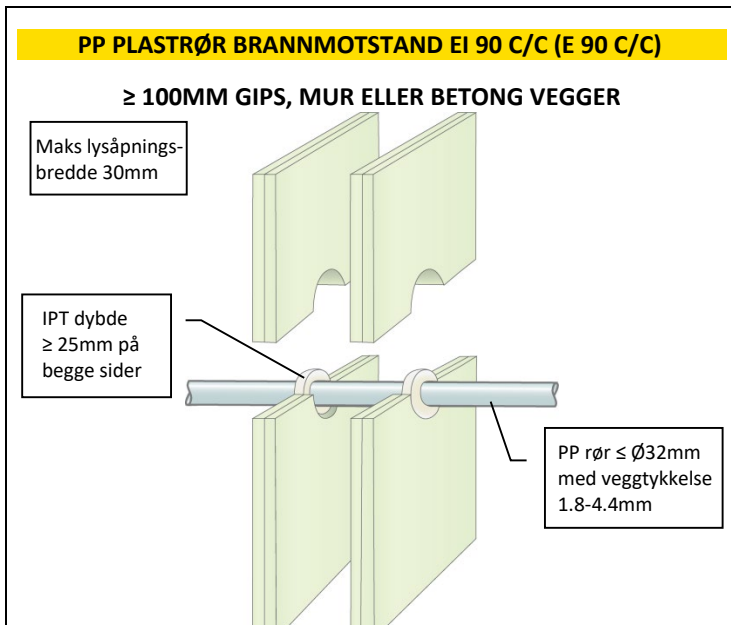 PP PLASTRØR BRANNMOTSTAND EI 90 C/C (E 90 C/C)
≥ 100MM GIPS, MUR ELLER BETONG VEGGER
Maks lysåpnings-
bredde 30mm
IPT dybde
≥ 25mm på
begge sider
PP rør ≤ Ø32mm
med veggtykkelse
1.8-4.4mm